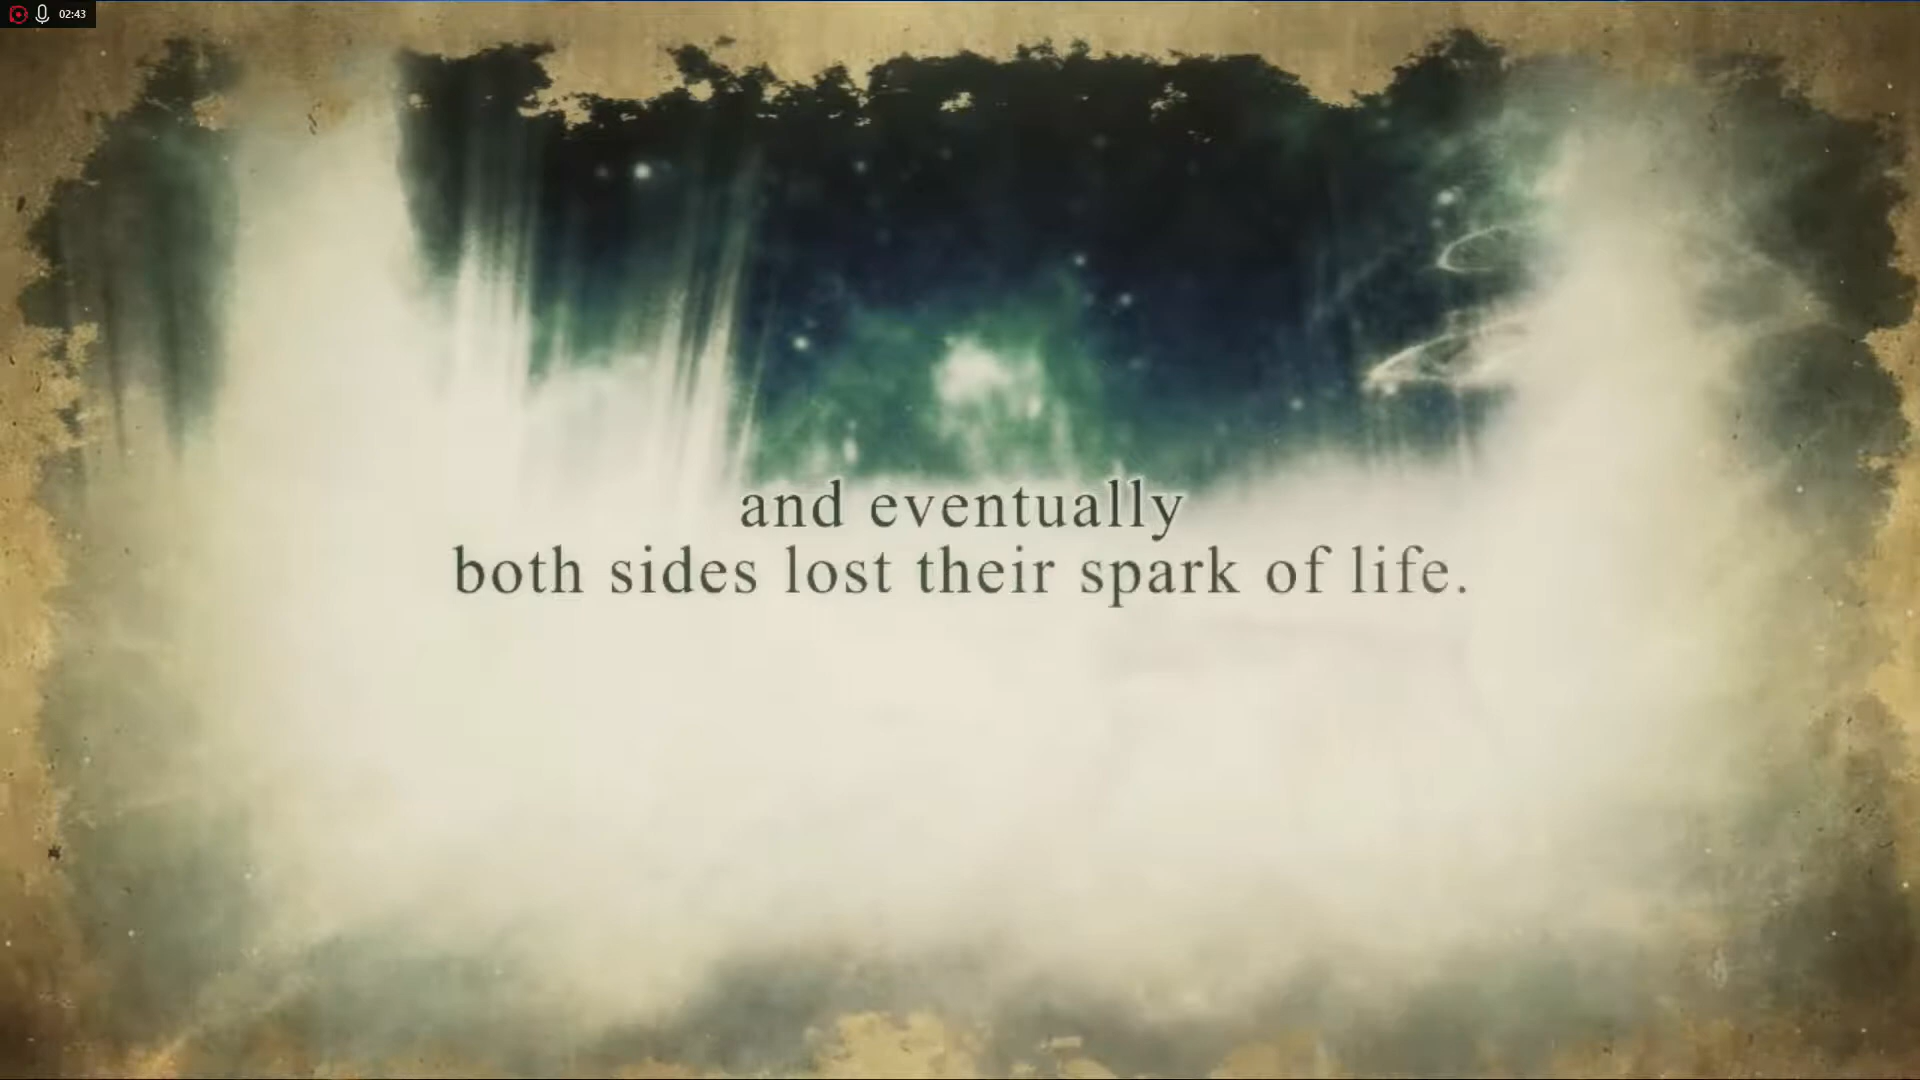 02:43
and eventually
both sides lost their spark of life.